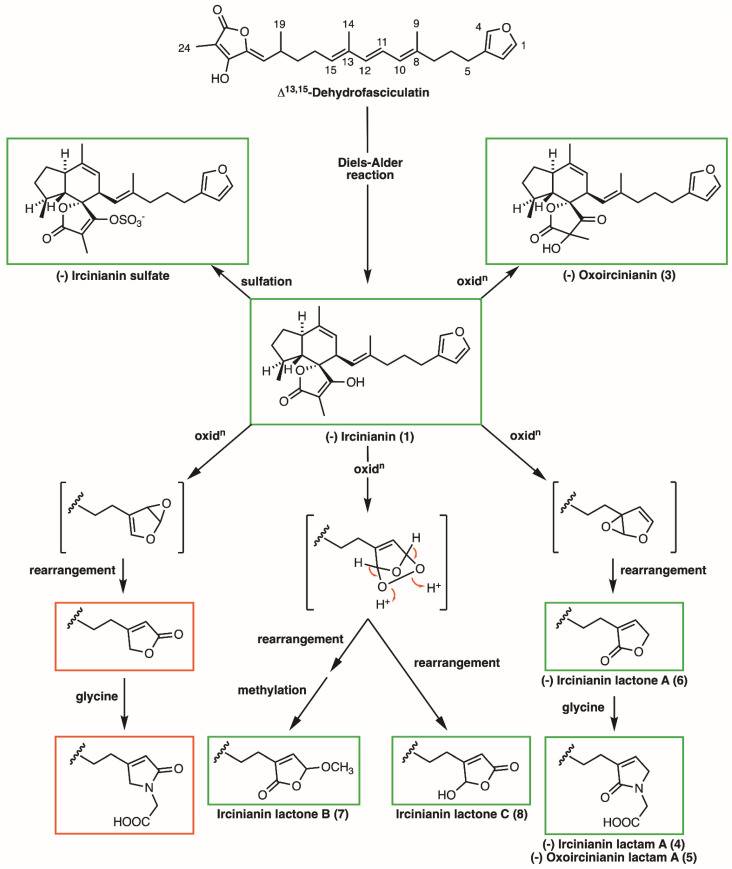 O
O
19
14
9
4
O
24
11
1
15
13
12
10
8
5
HO
Δ13,15-Dehydrofasciculatin
Diels-Alder
reaction
H
O
H
H
O
OSO3-
O
(-) Ircinianin sulfate
H
O
H
H
O
O
O
HO
(-) Oxoircinianin (3)
sulfation
oxidn
H
O
H
H
O
OH
O
(-) Ircinianin (1)
oxidn
oxidn
oxidn
O
O
H
H
O
O
O
H+
H+
O
O
rearrangement
rearrangement
O
O
rearrangement
rearrangement
O
O
(-) Ircinianin lactone A (6)
glycine
methylation
glycine
O
N
HOOC
OCH3
O
O
Ircinianin lactone B (7)
O
O
HO
Ircinianin lactone C (8)
O
N
HOOC
(-) Ircinianin lactam A (4)
(-) Oxoircinianin lactam A (5)